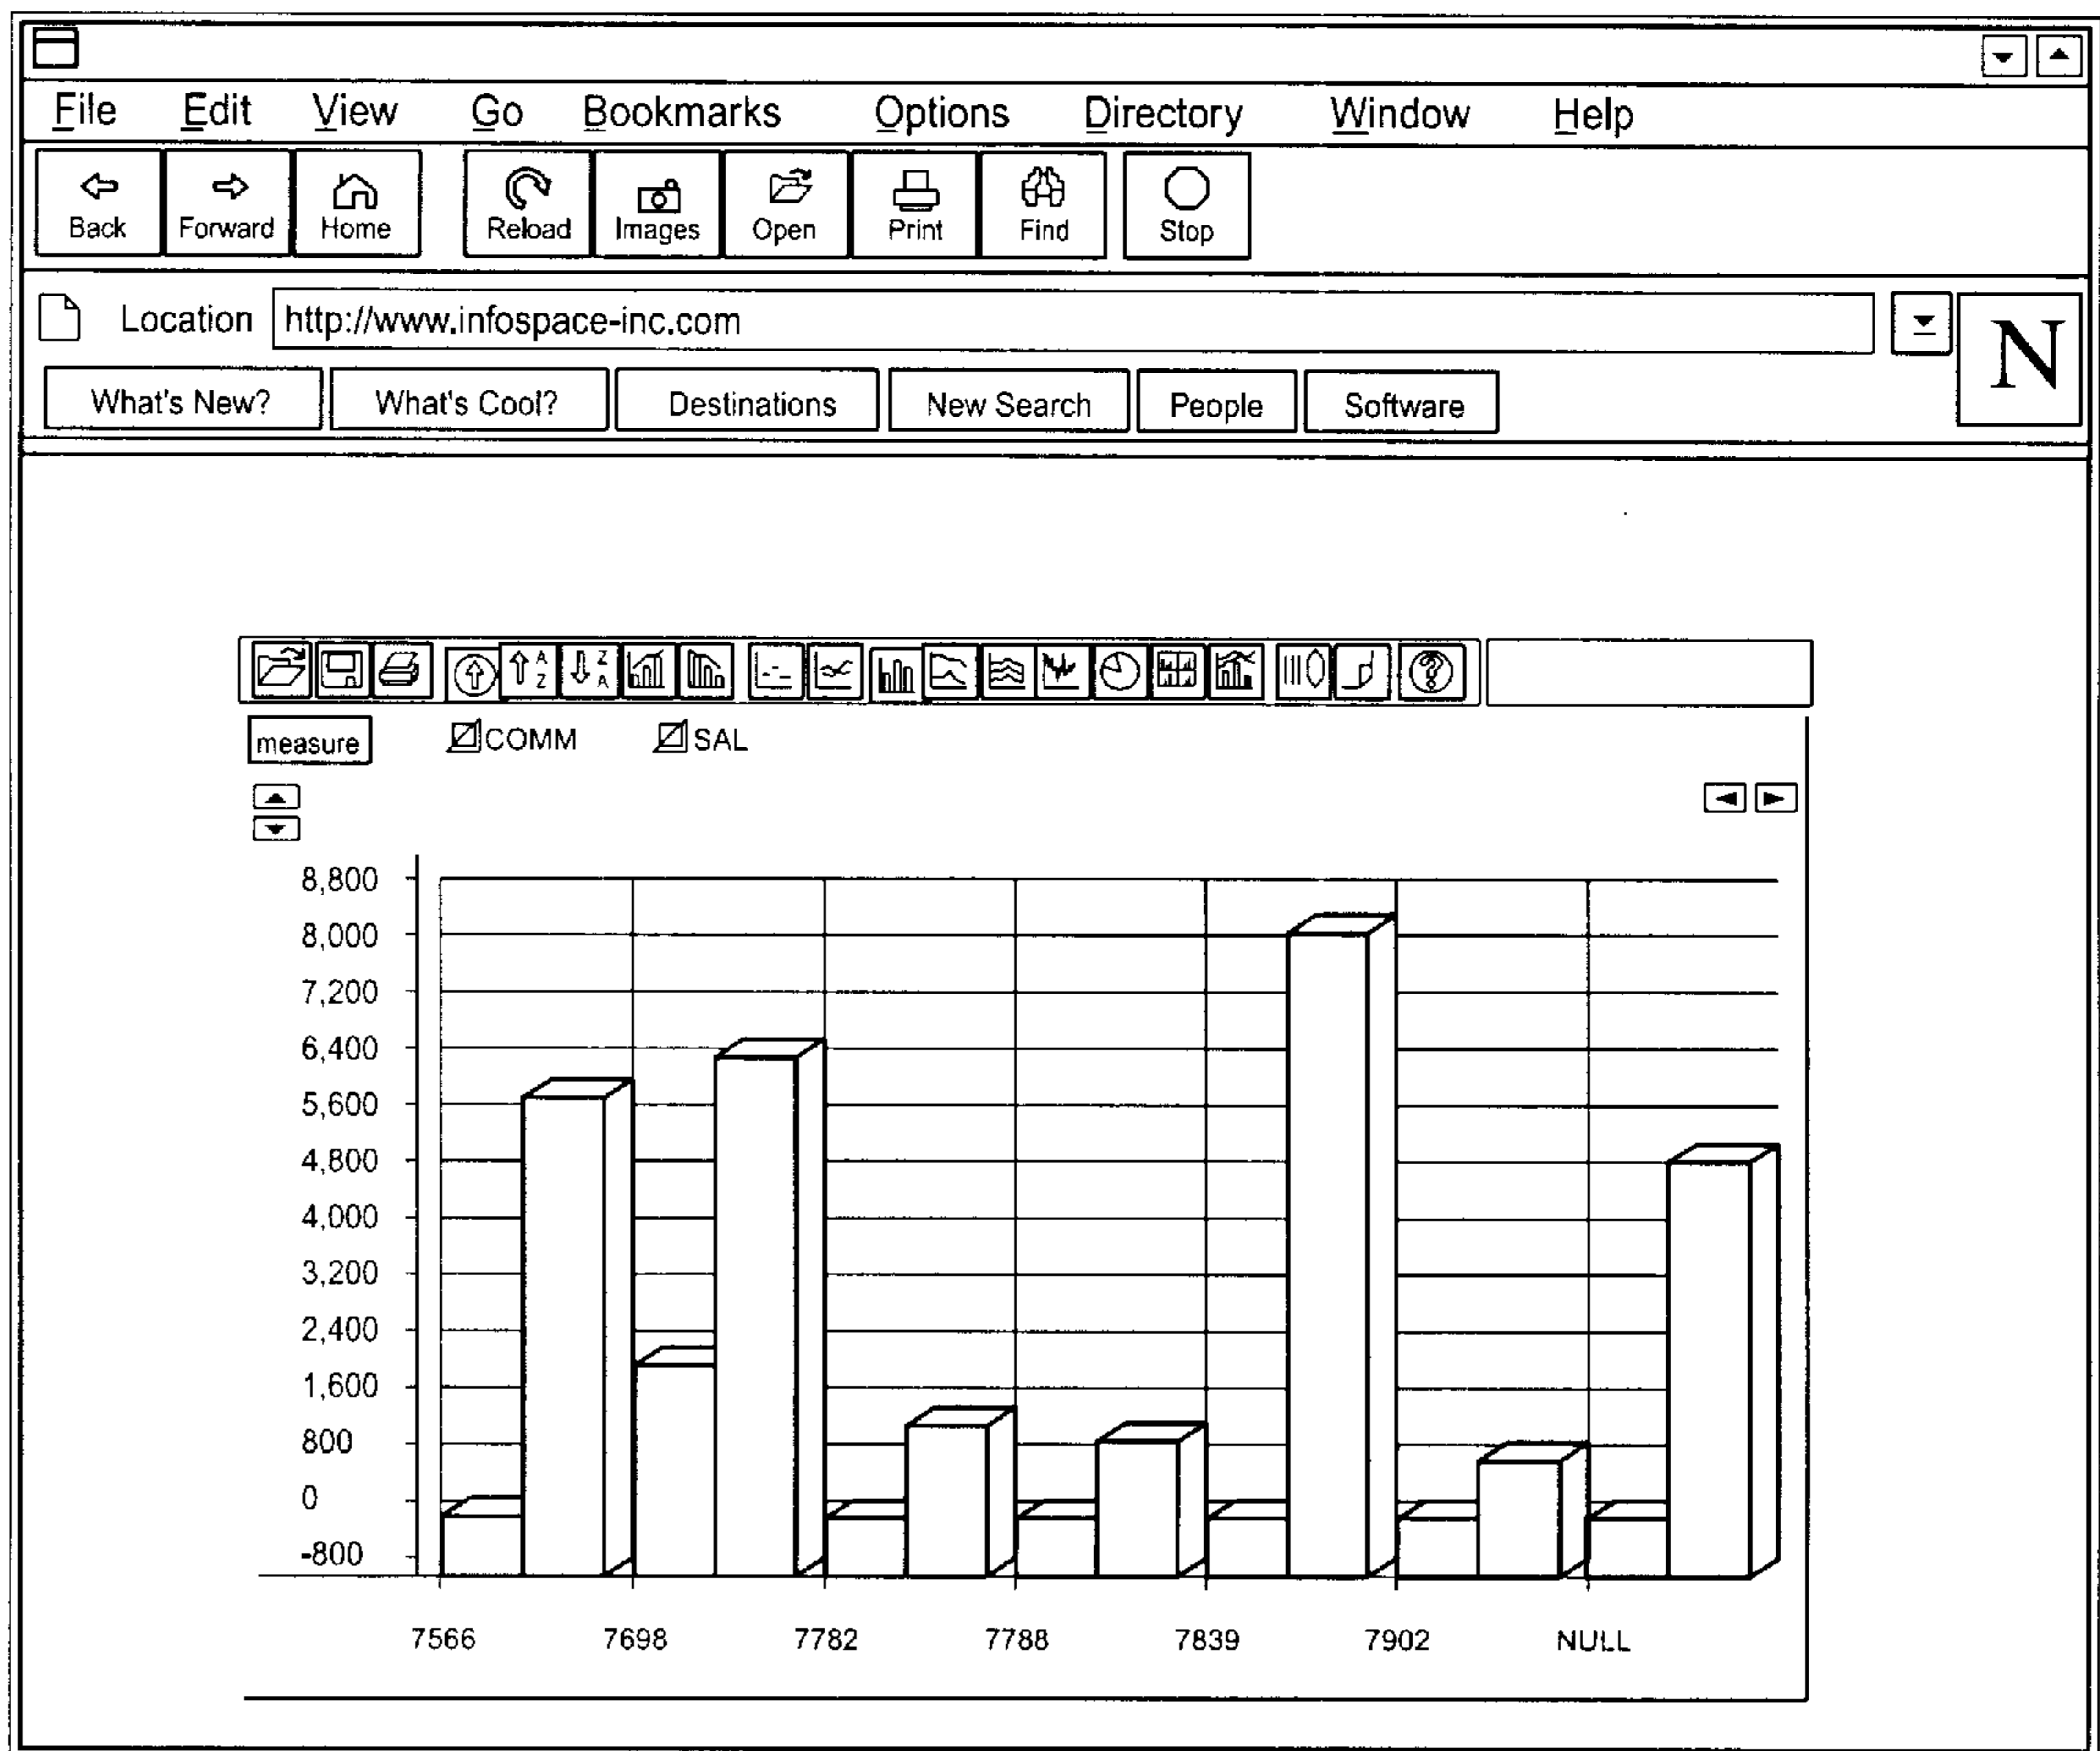 File Edit View Go Bookmarks Options Directory Window Help
Back Forward Home Reload Images Open Print Find Stop
Location http://www.infospace-inc.com
N
What's New? What's Cool? Destinations New Search People Software
A Z Z A ?
measure COMM SAL
8,800
8,000
7,200
6,400
5,600
4,800
4,000
3,200
2,400
1,600
800
0
-800
7566 7698 7782 7788 7839 7902 NULL